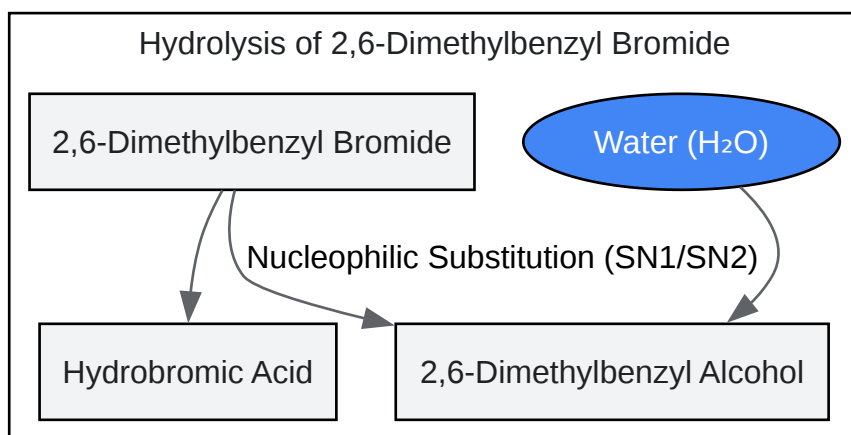 Hydrolysis of 2,6-Dimethylbenzyl Bromide
2,6-Dimethylbenzyl Bromide
Water (H₂O)
Nucleophilic Substitution (SN1/SN2)
Hydrobromic Acid
2,6-Dimethylbenzyl Alcohol